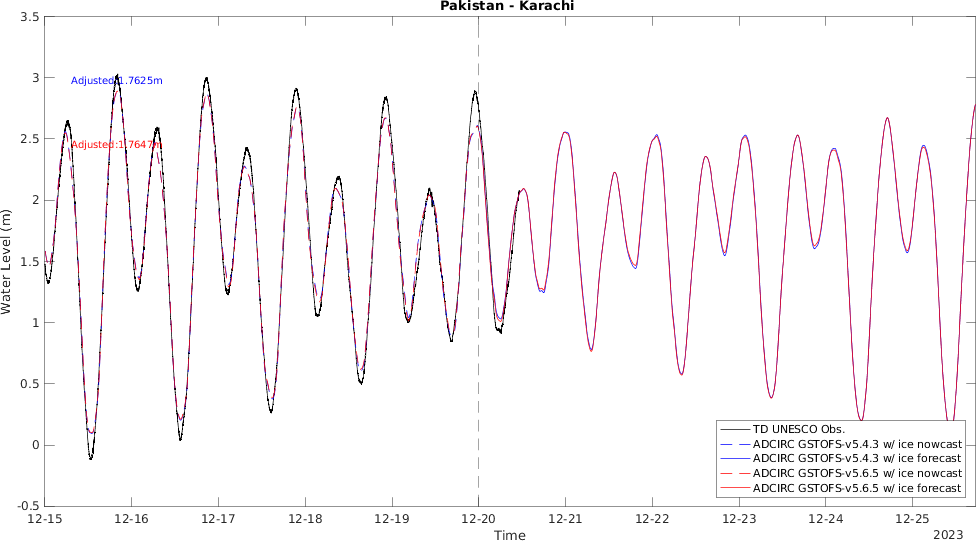 Pakistan - Karachi
3.5
3
2.5
2
1.5
1
0.5
0
-0.5
Water Level (m)
Adjusted:1.7625m
Adjusted:1.7647m
TD UNESCO Obs.
ADCIRC GSTOFS-v5.4.3 w/ ice nowcast
ADCIRC GSTOFS-v5.4.3 w/ ice forecast
ADCIRC GSTOFS-v5.6.5 w/ ice nowcast
ADCIRC GSTOFS-v5.6.5 w/ ice forecast
12-15 12-16 12-17 12-18 12-19 12-20 12-21 12-22 12-23 12-24 12-25
Time
2023